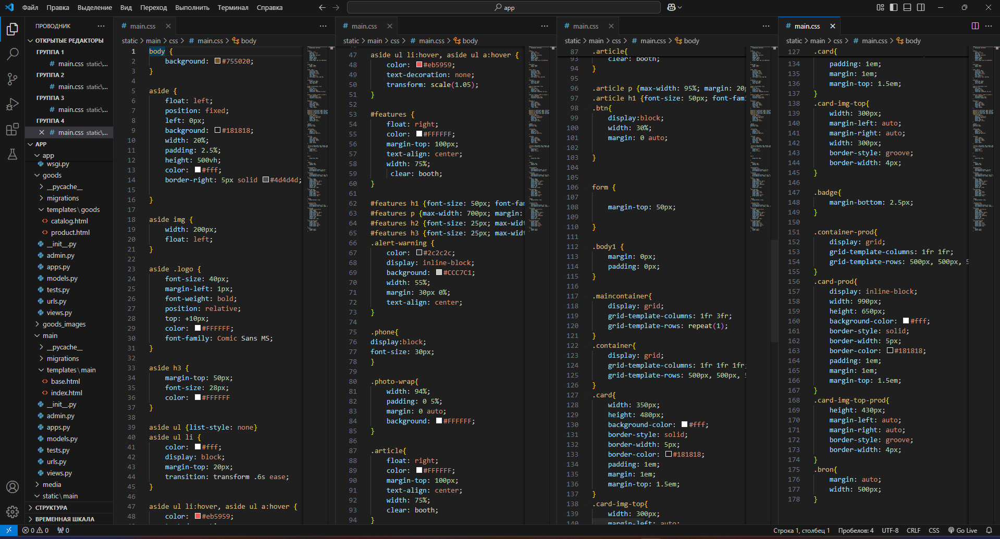 Файл Правка Выделение Вид Переход Выполнить Терминал Справка
app
ПРОВОДНИК
ОТКРЫТЫЕ РЕДАКТОРЫ
ГРУППА 1
# main.css static\...
ГРУППА 2
# main.css static\...
ГРУППА 3
# main.css static\...
ГРУППА 4
# main.css static\...
APP
app
wsgi.py
goods
__pycache__
migrations
templates\goods
catalog.html
product.html
__init__.py
admin.py
apps.py
models.py
tests.py
urls.py
views.py
goods_images
main
__pycache__
migrations
templates\main
base.html
index.html
__init__.py
admin.py
apps.py
models.py
tests.py
urls.py
views.py
media
static\main
СТРУКТУРА
ВРЕМЕННАЯ ШКАЛА
# main.css
static > main > css > # main.css > body
1 body {
2 background: #755020;
3 }
4
5 aside {
6 float: left;
7 position: fixed;
8 left: 0px;
9 background: #181818;
10 width: 20%;
11 padding: 2.5%;
12 height: 500vh;
13 color: #fff;
14 border-right: 5px solid #4d4d4d;
15
16 }
17
18 aside img {
19 width: 200px;
20 float: left;
21 }
22
23 aside .logo {
24 font-size: 40px;
25 margin-left: 1px;
26 font-weight: bold;
27 position: relative;
28 top: +10px;
29 color: #FFFFFF;
30 font-family: Comic Sans MS;
31 }
32
33 aside h3 {
34 margin-top: 50px;
35 font-size: 28px;
36 color: #FFFFFF
37 }
38
39 aside ul {list-style: none}
40 aside ul li {
41 color: #fff;
42 display: block;
43 margin-top: 20px;
44 transition: transform .6s ease;
45 }
46
47 aside ul li:hover, aside ul a:hover {
48 color: #eb5959;
# main.css
static > main > css > # main.css > body
47 aside ul li:hover, aside ul a:hover {
48 color: #eb5959;
49 text-decoration: none;
50 transform: scale(1.05);
51 }
52
53 #features {
54 float: right;
55 color: #FFFFFF;
56 margin-top: 100px;
57 text-align: center;
58 width: 75%;
59 clear: booth;
60 }
61
62 #features h1 {font-size: 50px; font-fam
63 #features p {max-width: 700px; margin:
64 #features h2 {font-size: 25px; max-widt
65 #features h3 {font-size: 25px; max-widt
66 .alert-warning {
67 color: #2c2c2c;
68 display: inline-block;
69 background: #CCC7C1;
70 width: 55%;
71 margin: 30px 0%;
72 text-align: center;
73 }
74
75 .phone{
76 display:block;
77 font-size: 30px;
78 }
79
80 .photo-wrap{
81 width: 94%;
82 padding: 0 5%;
83 margin: 0 auto;
84 background: #FFFFFF;
85 }
86
87 .article{
88 float: right;
89 color: #FFFFFF;
90 margin-top: 100px;
91 text-align: center;
92 width: 75%;
93 clear: booth;
94 }
# main.css
static > main > css > # main.css > body
87 .article{
93 clear: booth;
94 }
95
96 .article p {max-width: 95%; margin: 20p
97 .article h1 {font-size: 50px; font-fami
98 .btn{
99 display:block;
100 width: 30%;
101 margin: 0 auto;
102
103 }
104
105
106 form {
107
108 margin-top: 50px;
109
110 }
111
112 .body1 {
113 margin: 0px;
114 padding: 0px;
115 }
116
117 .maincontainer{
118 display: grid;
119 grid-template-columns: 1fr 3fr;
120 grid-template-rows: repeat(1);
121 }
122 .container{
123 display: grid;
124 grid-template-columns: 1fr 1fr 1fr;
125 grid-template-rows: 500px, 500px, 5
126 }
127 .card{
128 width: 350px;
129 height: 480px;
130 background-color: #fff;
131 border-style: solid;
132 border-width: 5px;
133 border-color: #181818;
134 padding: 1em;
135 margin: 1em;
136 margin-top: 1.5em;
137 }
138 .card-img-top{
139 width: 300px;
140 margin-left: auto;
# main.css
static > main > css > # main.css > body
127 .card{
134 padding: 1em;
135 margin: 1em;
136 margin-top: 1.5em;
137 }
138 .card-img-top{
139 width: 300px;
140 margin-left: auto;
141 margin-right: auto;
142 width: 300px;
143 border-style: groove;
144 border-width: 4px;
145 }
146
147 .badge{
148 margin-bottom: 2.5px;
149 }
150
151 .container-prod{
152 display: grid;
153 grid-template-columns: 1fr 1fr;
154 grid-template-rows: 500px, 500px, 5
155 }
156 .card-prod{
157 display: inline-block;
158 width: 990px;
159 height: 650px;
160 background-color: #fff;
161 border-style: solid;
162 border-width: 5px;
163 border-color: #181818;
164 padding: 1em;
165 margin: 1em;
166 margin-top: 1.5em;
167 }
168 .card-img-top-prod{
169 height: 430px;
170 margin-left: auto;
171 margin-right: auto;
172 border-style: groove;
173 border-width: 4px;
174 }
175 .bron{
176 margin: auto;
177 width: 500px;
178 }
0 0 0 Строка 1, столбец 1 Пробелов: 4 UTF-8 CRLF CSS Go Live